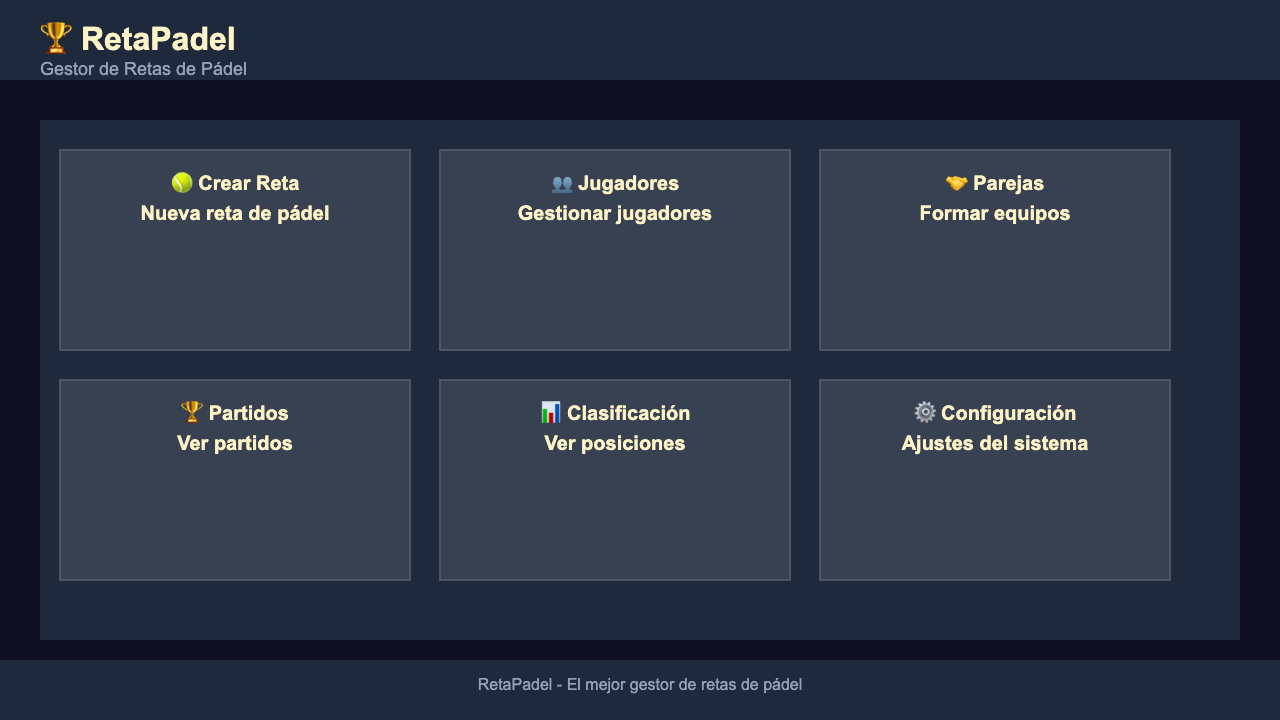 🏆 RetaPadel
Gestor de Retas de Pádel
🎾 Crear Reta
Nueva reta de pádel
👥 Jugadores
Gestionar jugadores
🤝 Parejas
Formar equipos
🏆 Partidos
Ver partidos
📊 Clasificación
Ver posiciones
⚙️ Configuración
Ajustes del sistema
RetaPadel - El mejor gestor de retas de pádel